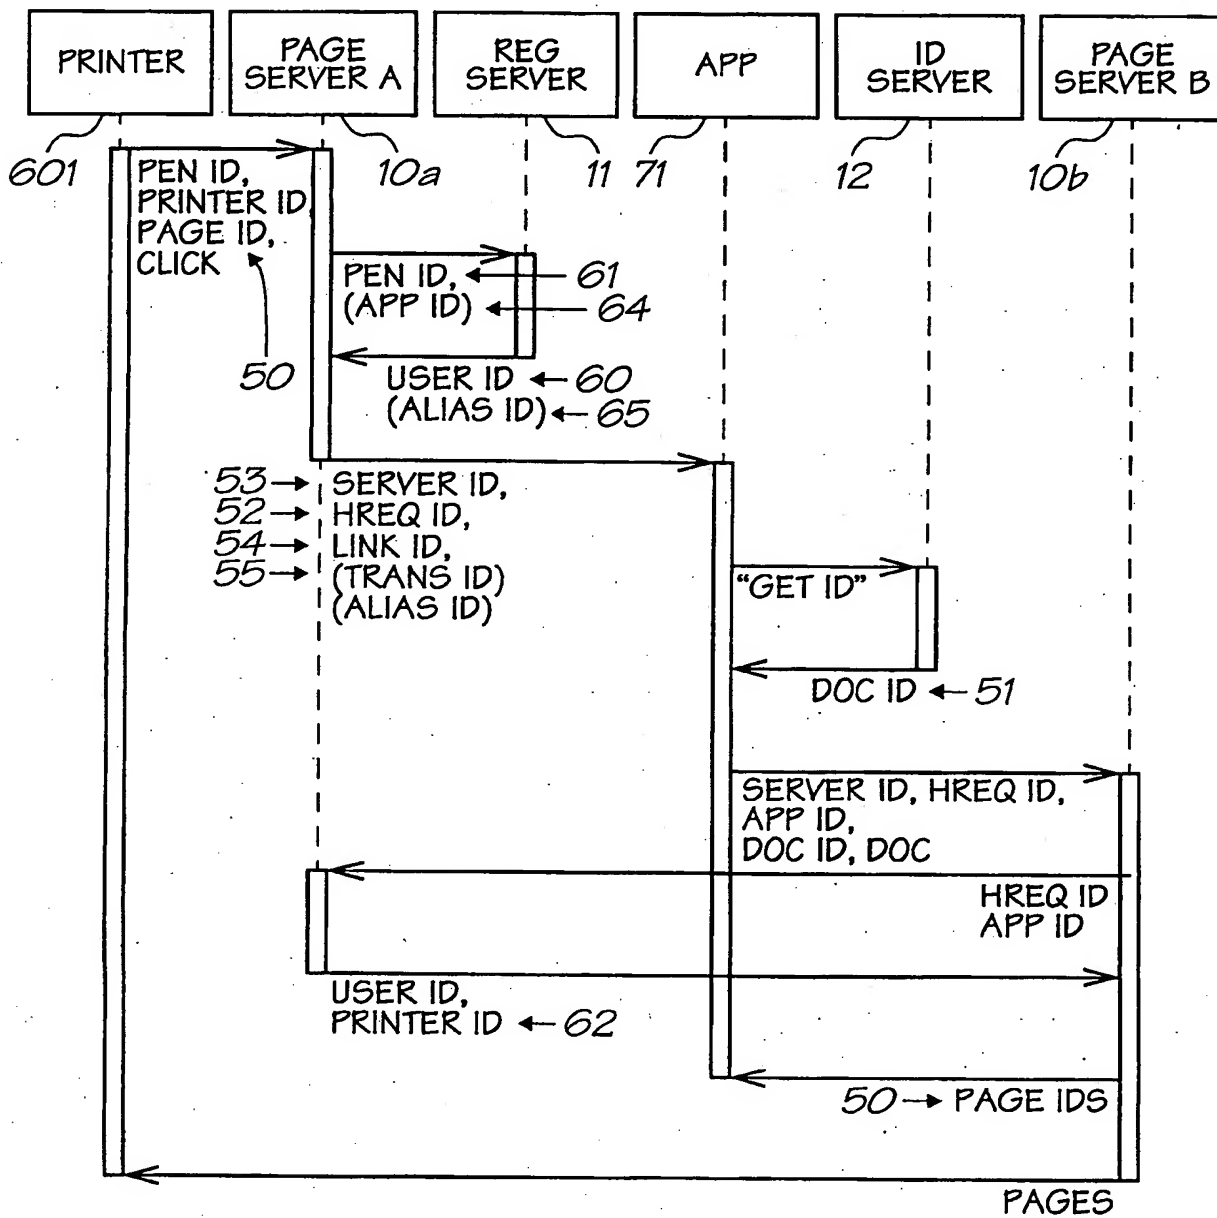 PRINTER
PAGE
SERVER A
REG
SERVER
APP
ID
SERVER
PAGE
SERVER B
601
10a
11
71
12
10b
PEN ID,
PRINTER ID,
PAGE ID,
CLICK
50
PEN ID, 61
(APP ID) 64
USER ID 60
(ALIAS ID) 65
53 SERVER ID,
52 HREQ ID,
54 LINK ID,
55 (TRANS ID)
(ALIAS ID)
“GET ID”
DOC ID 51
SERVER ID, HREQ ID,
APP ID,
DOC ID, DOC
HREQ ID
APP ID
USER ID,
PRINTER ID 62
50 PAGE IDS
PAGES